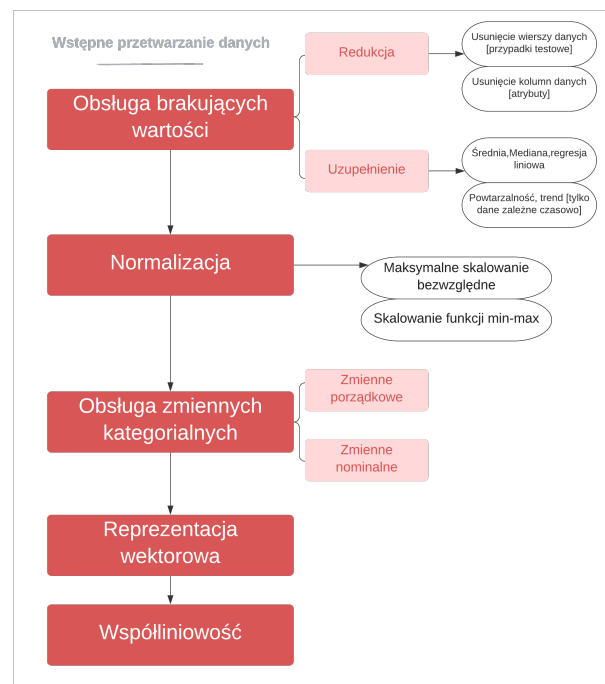 Wstępne przetwarzanie danych
Obsługa brakujących
wartości
Redukcja
Usunięcie wierszy danych
[przypadki testowe]
Usunięcie kolumn danych
[atrybuty]
Uzupełnienie
Średnia,Mediana,regresja
liniowa
Powtarzalność, trend [tylko
dane zależne czasowo]
Normalizacja
Maksymalne skalowanie
bezwzględne
Skalowanie funkcji min-max
Obsługa zmiennych
kategorialnych
Zmienne
porządkowe
Zmienne
nominalne
Reprezentacja
wektorowa
Współliniowość